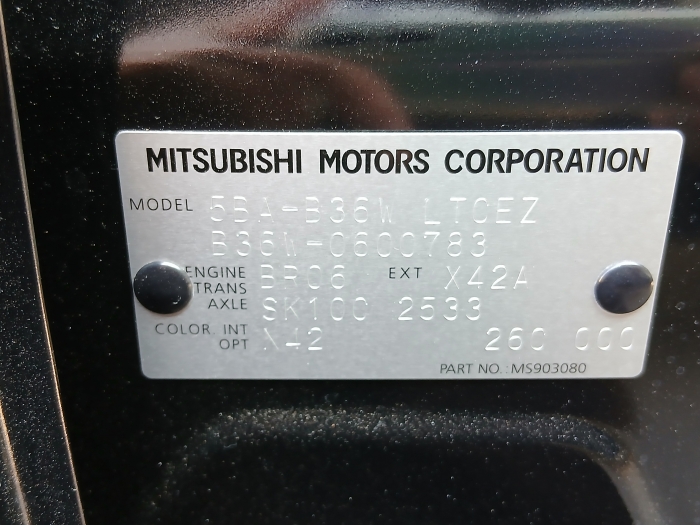 MITSUBISHI MOTORS CORPORATION
MODEL 5BA-B36W LTCEZ
B36W-0600783
ENGINE BR06 EXT X42A
TRANS AXLE SK10C 2533
COLOR INT X42 260 000
OPT
PART NO. MS903080